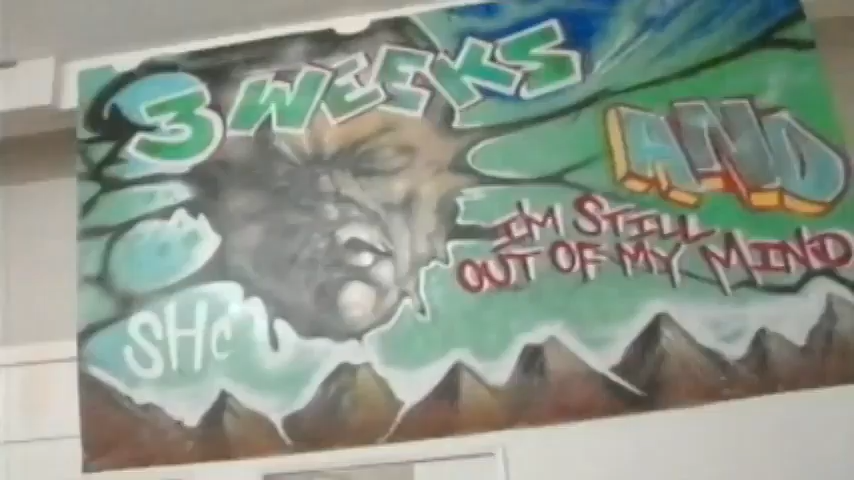 3 WEEKS
AND
I'M STILL
OUT OF MY MIND
SHC